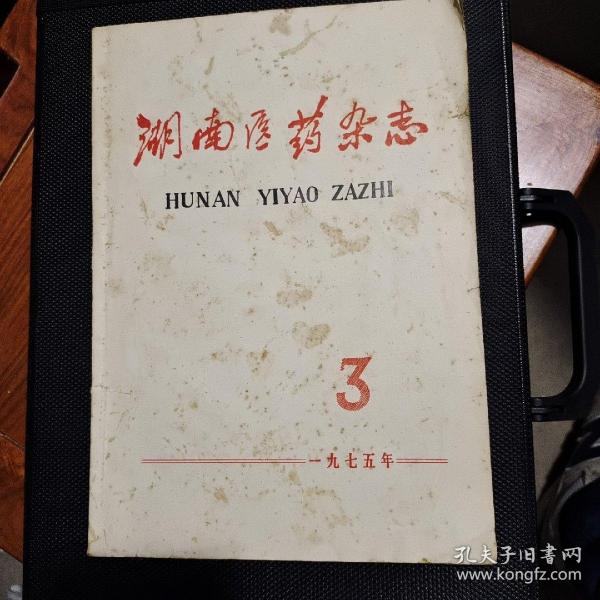 湖南医药杂志
HUNAN YIYAO ZAZHI
3
一九七五年
孔夫子旧書网
www.kongfz.com